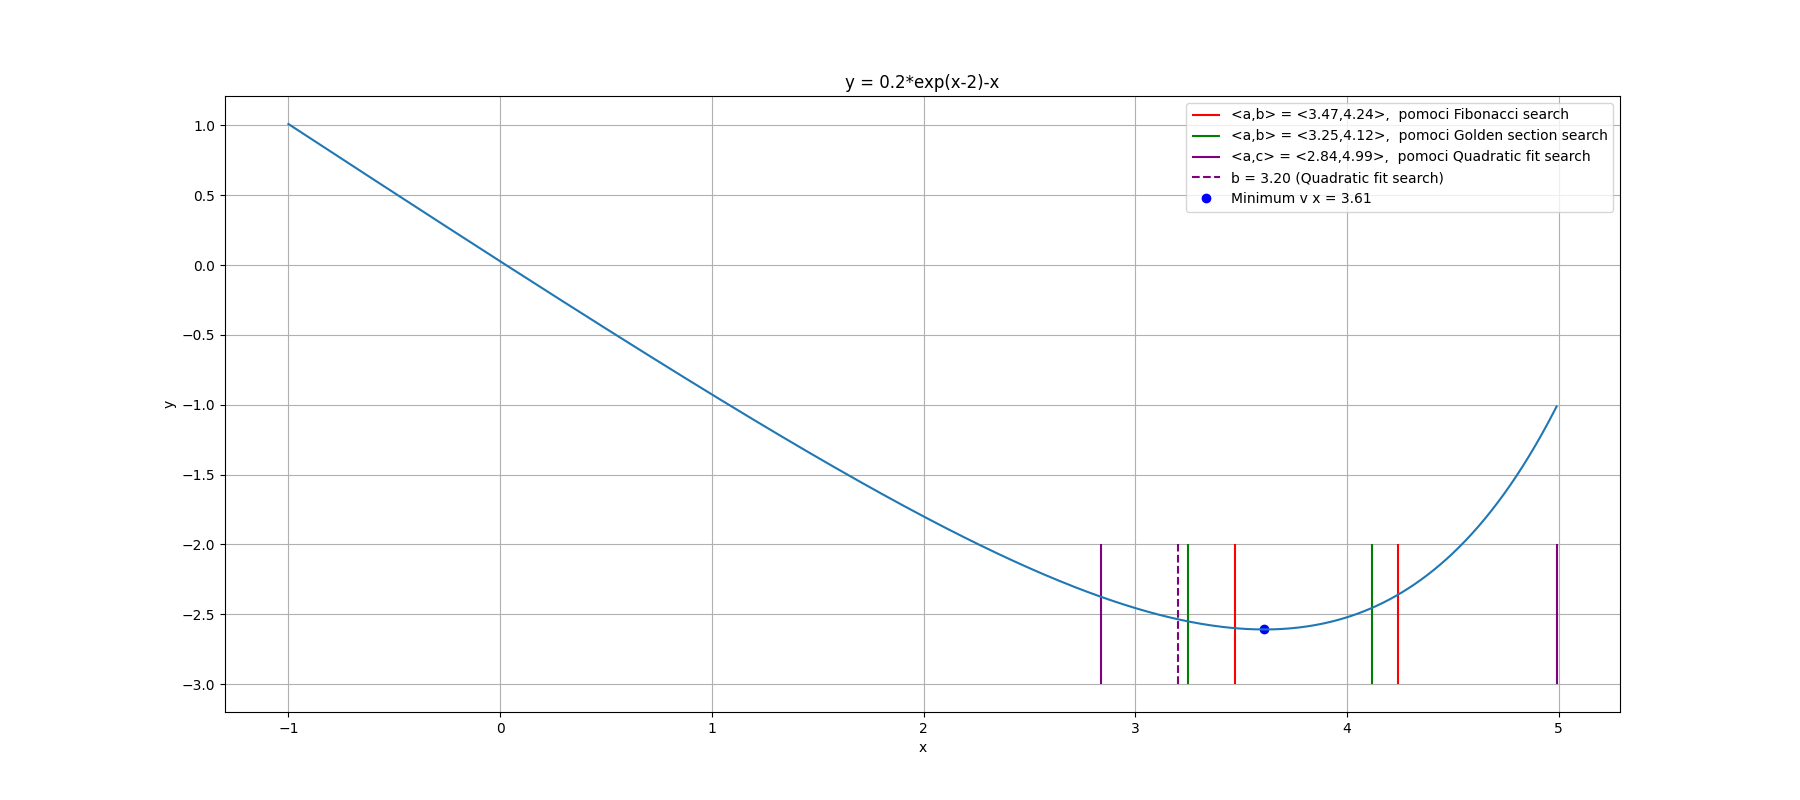 y = 0.2*exp(x-2)-x
<a,b> = <3.47,4.24>,  pomoci Fibonacci search
<a,b> = <3.25,4.12>,  pomoci Golden section search
<a,c> = <2.84,4.99>,  pomoci Quadratic fit search
b = 3.20 (Quadratic fit search)
Minimum v x = 3.61
1.0
0.5
0.0
−0.5
−1.0
−1.5
−2.0
−2.5
−3.0
y
−1 0 1 2 3 4 5
x